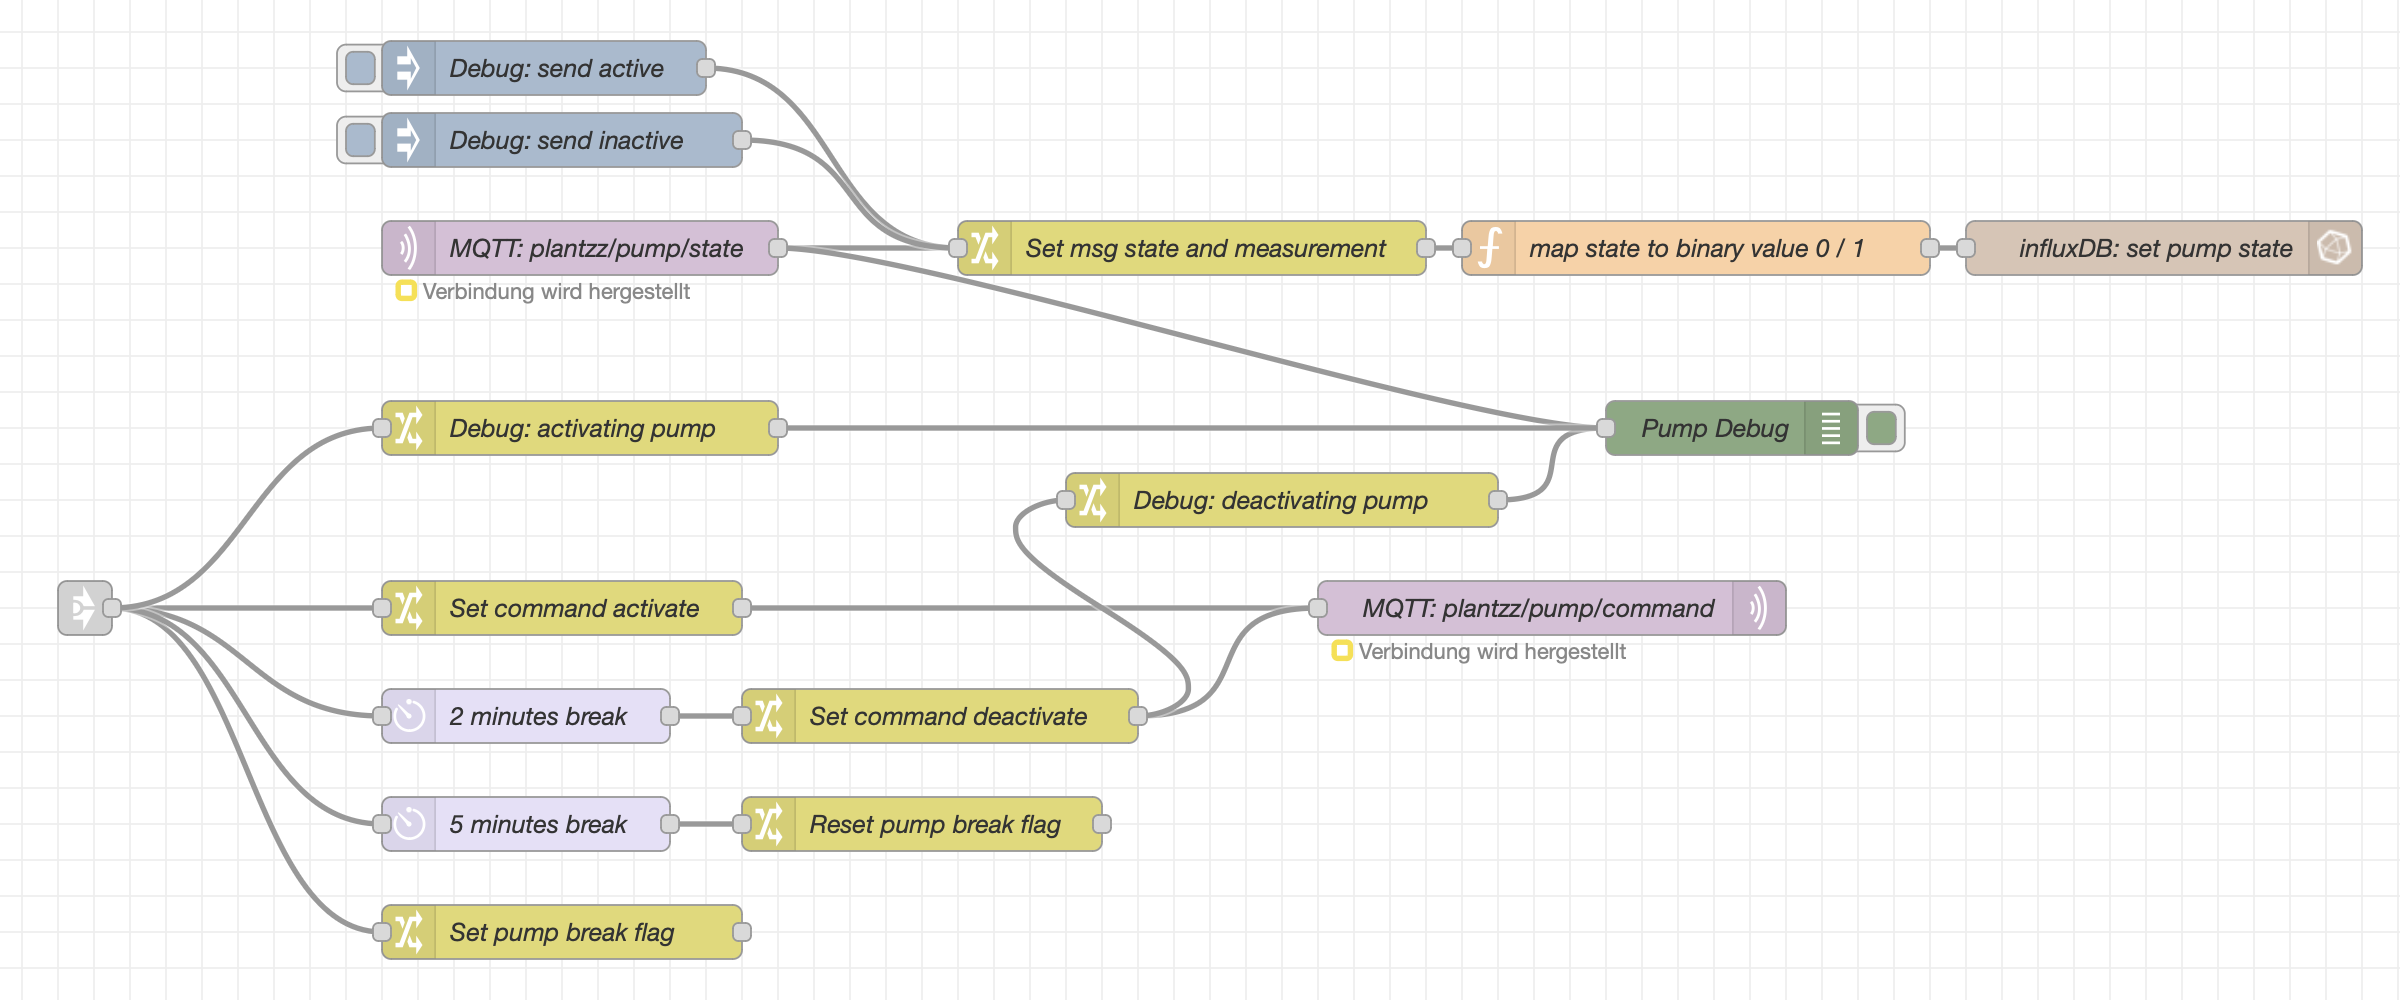 Debug: send active
Debug: send inactive
MQTT: plantzz/pump/state
Set msg state and measurement
map state to binary value 0 / 1
influxDB: set pump state
Verbindung wird hergestellt
Debug: activating pump
Pump Debug
Debug: deactivating pump
Set command activate
MQTT: plantzz/pump/command
Verbindung wird hergestellt
2 minutes break
Set command deactivate
5 minutes break
Reset pump break flag
Set pump break flag